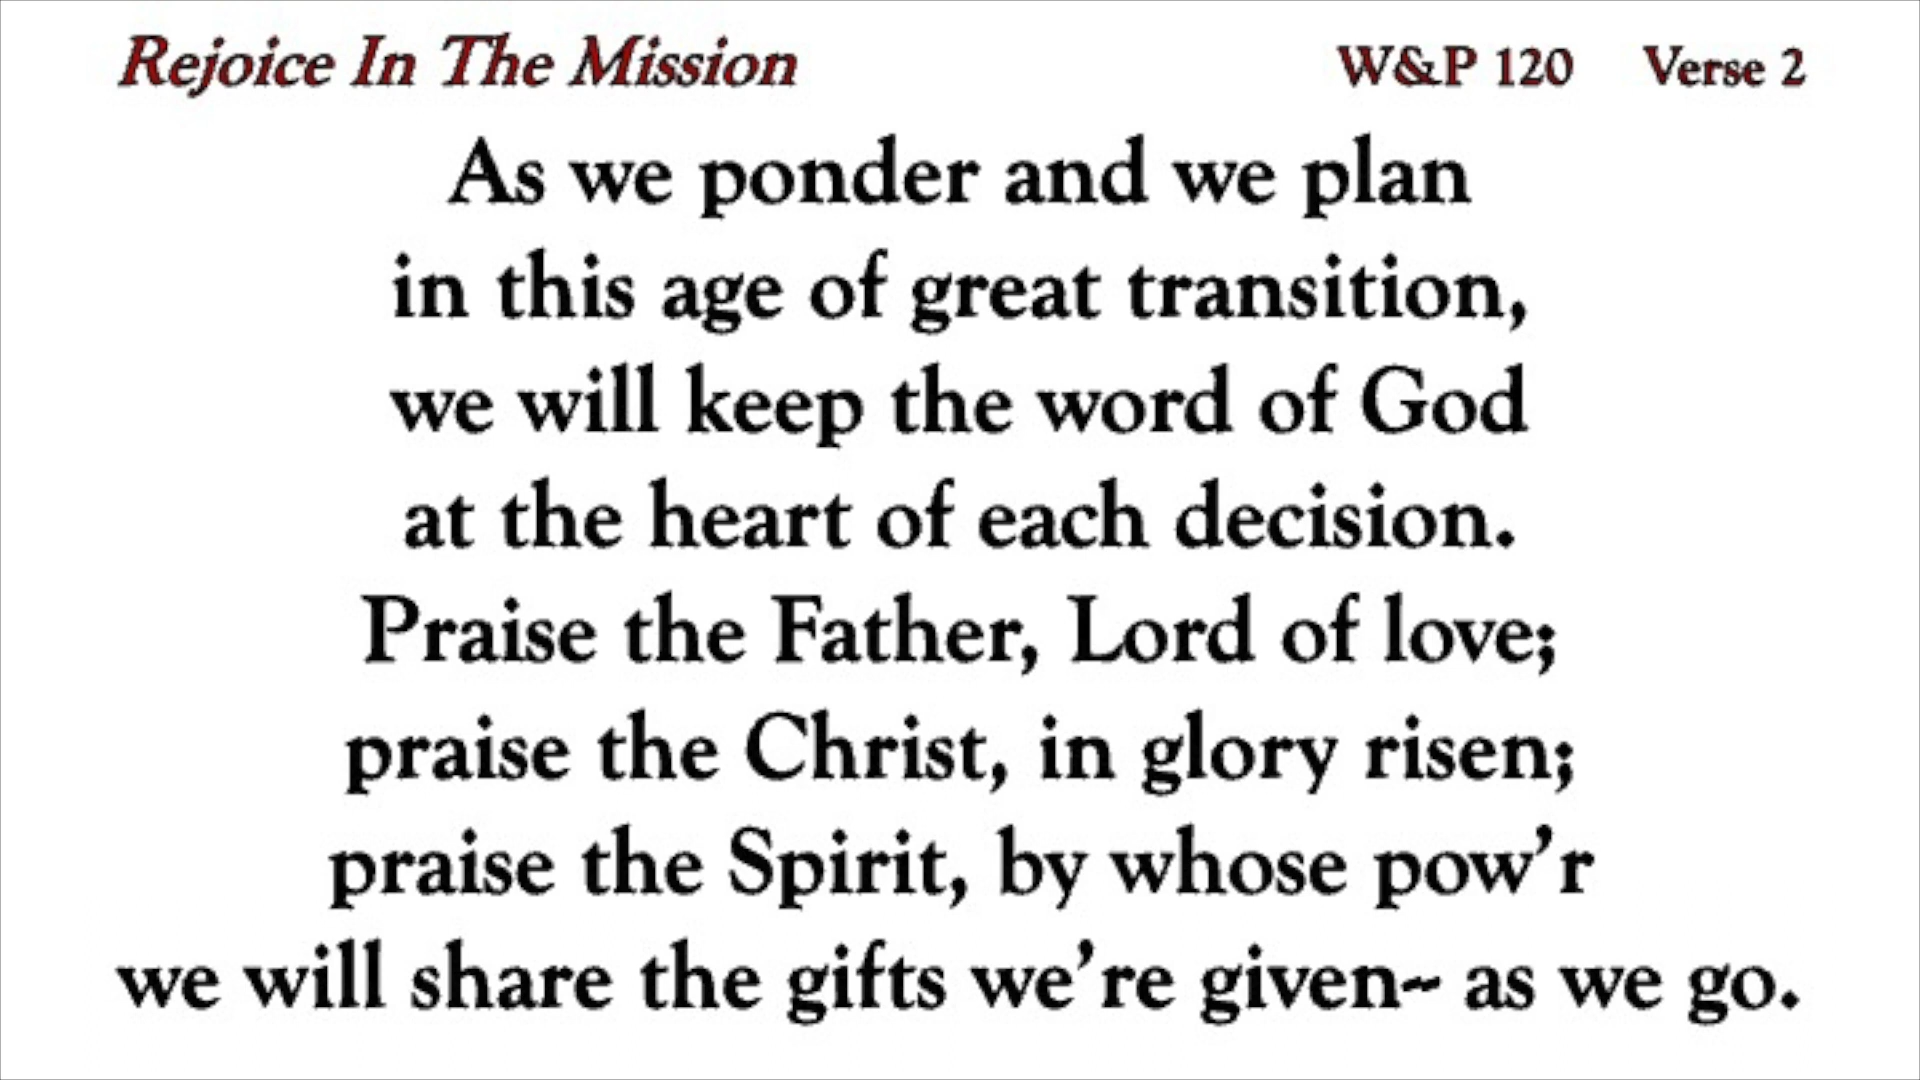 Rejoice In The Mission W&P 120 Verse 2
As we ponder and we plan
in this age of great transition,
we will keep the word of God
at the heart of each decision.
Praise the Father, Lord of love;
praise the Christ, in glory risen;
praise the Spirit, by whose pow’r
we will share the gifts we’re given-- as we go.